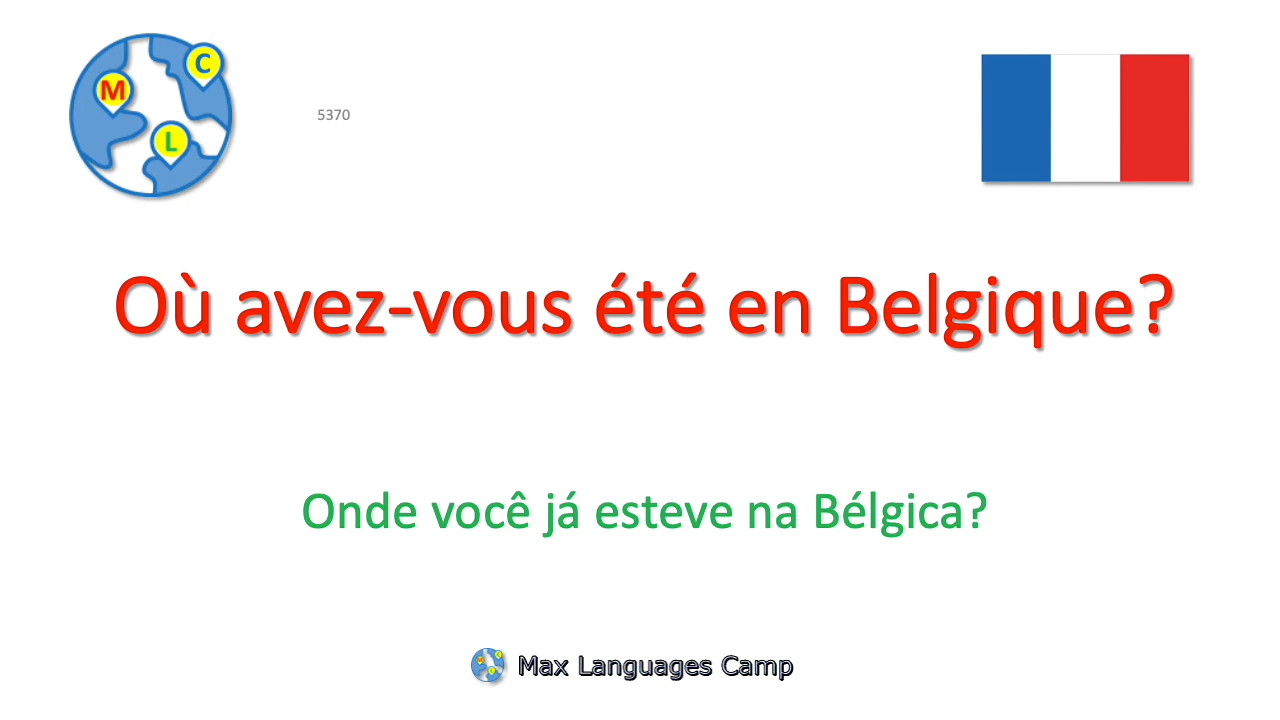 C
M
L
5370
Où avez-vous été en Belgique?
Onde você já esteve na Bélgica?
Max Languages Camp